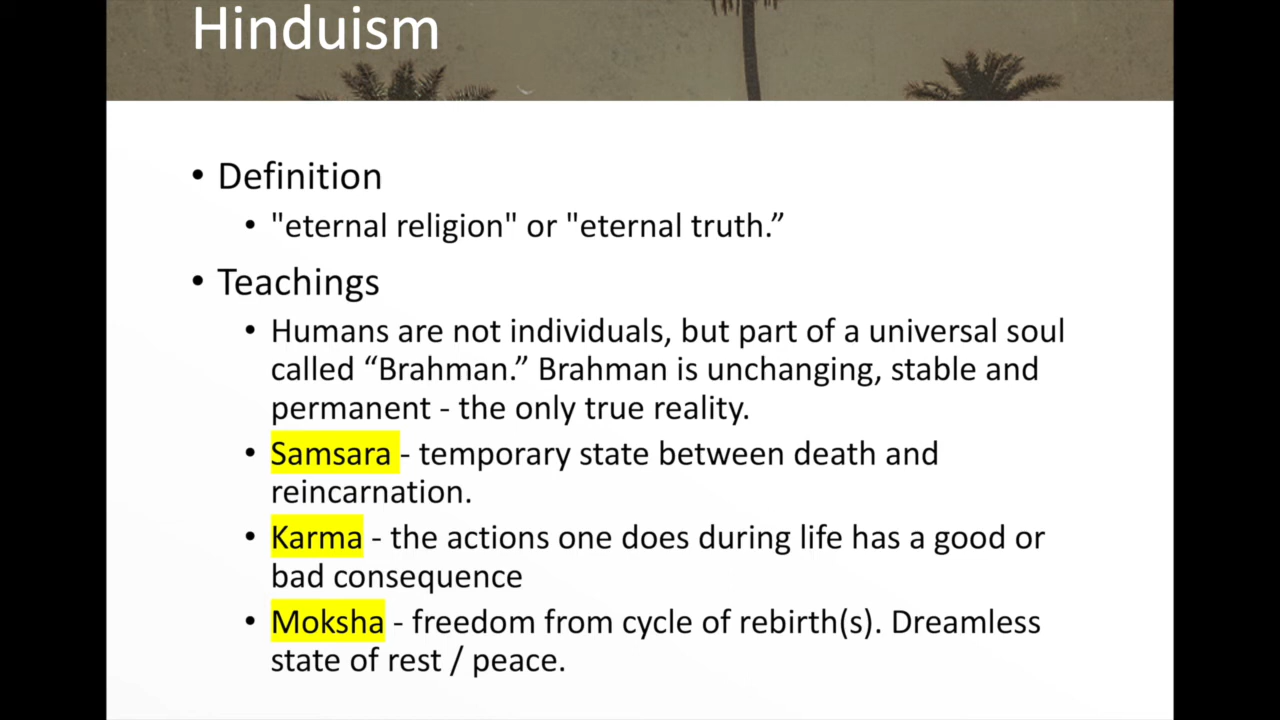 Hinduism
• Definition
• "eternal religion" or "eternal truth.”
• Teachings
• Humans are not individuals, but part of a universal soul
called “Brahman.” Brahman is unchanging, stable and
permanent - the only true reality.
• Samsara - temporary state between death and
reincarnation.
• Karma - the actions one does during life has a good or
bad consequence
• Moksha - freedom from cycle of rebirth(s). Dreamless
state of rest / peace.